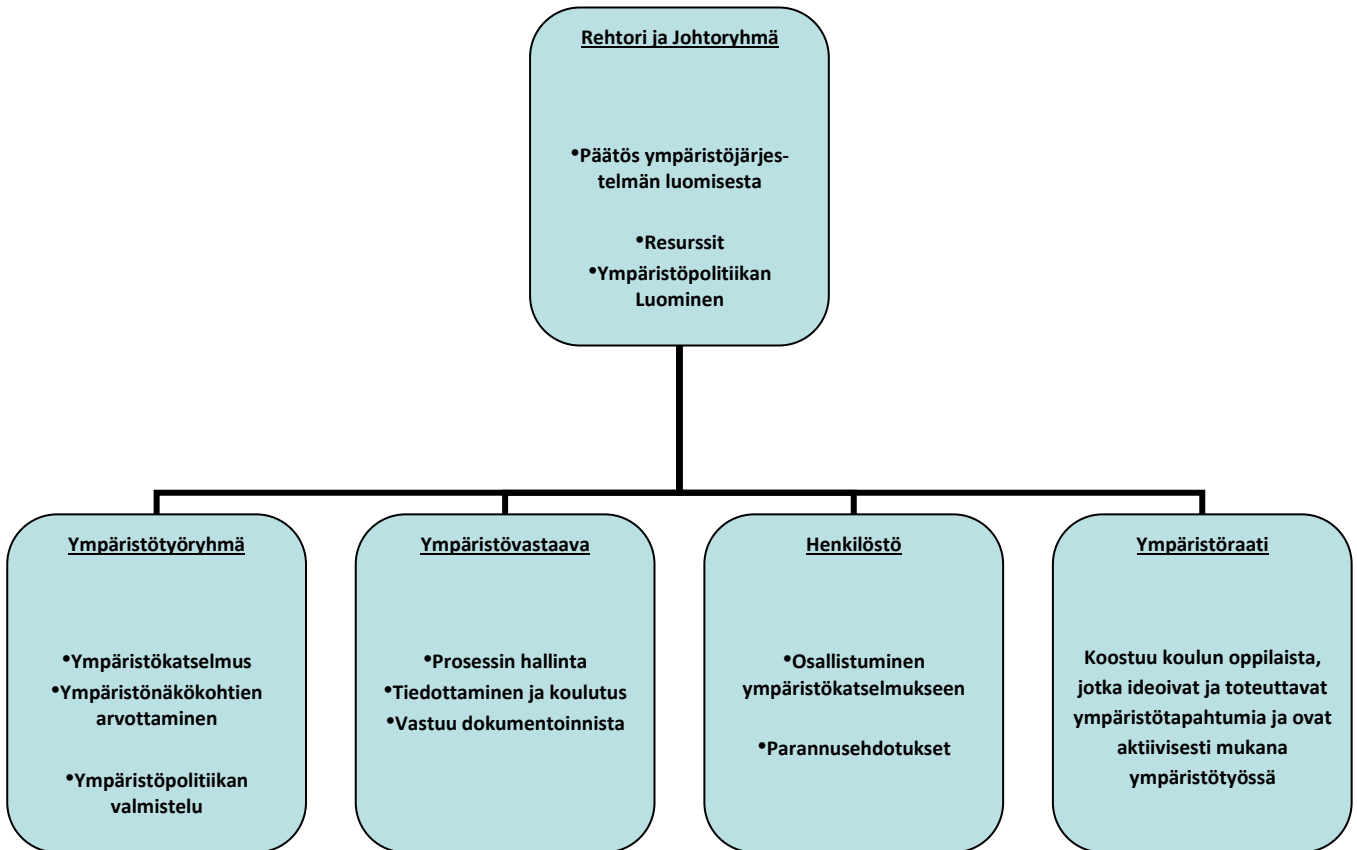 Rehtori ja Johtoryhmä
•Päätös ympäristöjärjes-
telmän luomisesta
•Resurssit
•Ympäristöpolitiikan
Luominen
Ympäristötyöryhmä
•Ympäristökatselmus
•Ympäristönäkökohtien
arvottaminen
•Ympäristöpolitiikan
valmistelu
Ympäristövastaava
•Prosessin hallinta
•Tiedottaminen ja koulutus
•Vastuu dokumentoinnista
Henkilöstö
•Osallistuminen
ympäristökatselmukseen
•Parannusehdotukset
Ympäristöraati
Koostuu koulun oppilaista,
jotka ideoivat ja toteuttavat
ympäristötapahtumia ja ovat
aktiivisesti mukana
ympäristötyössä